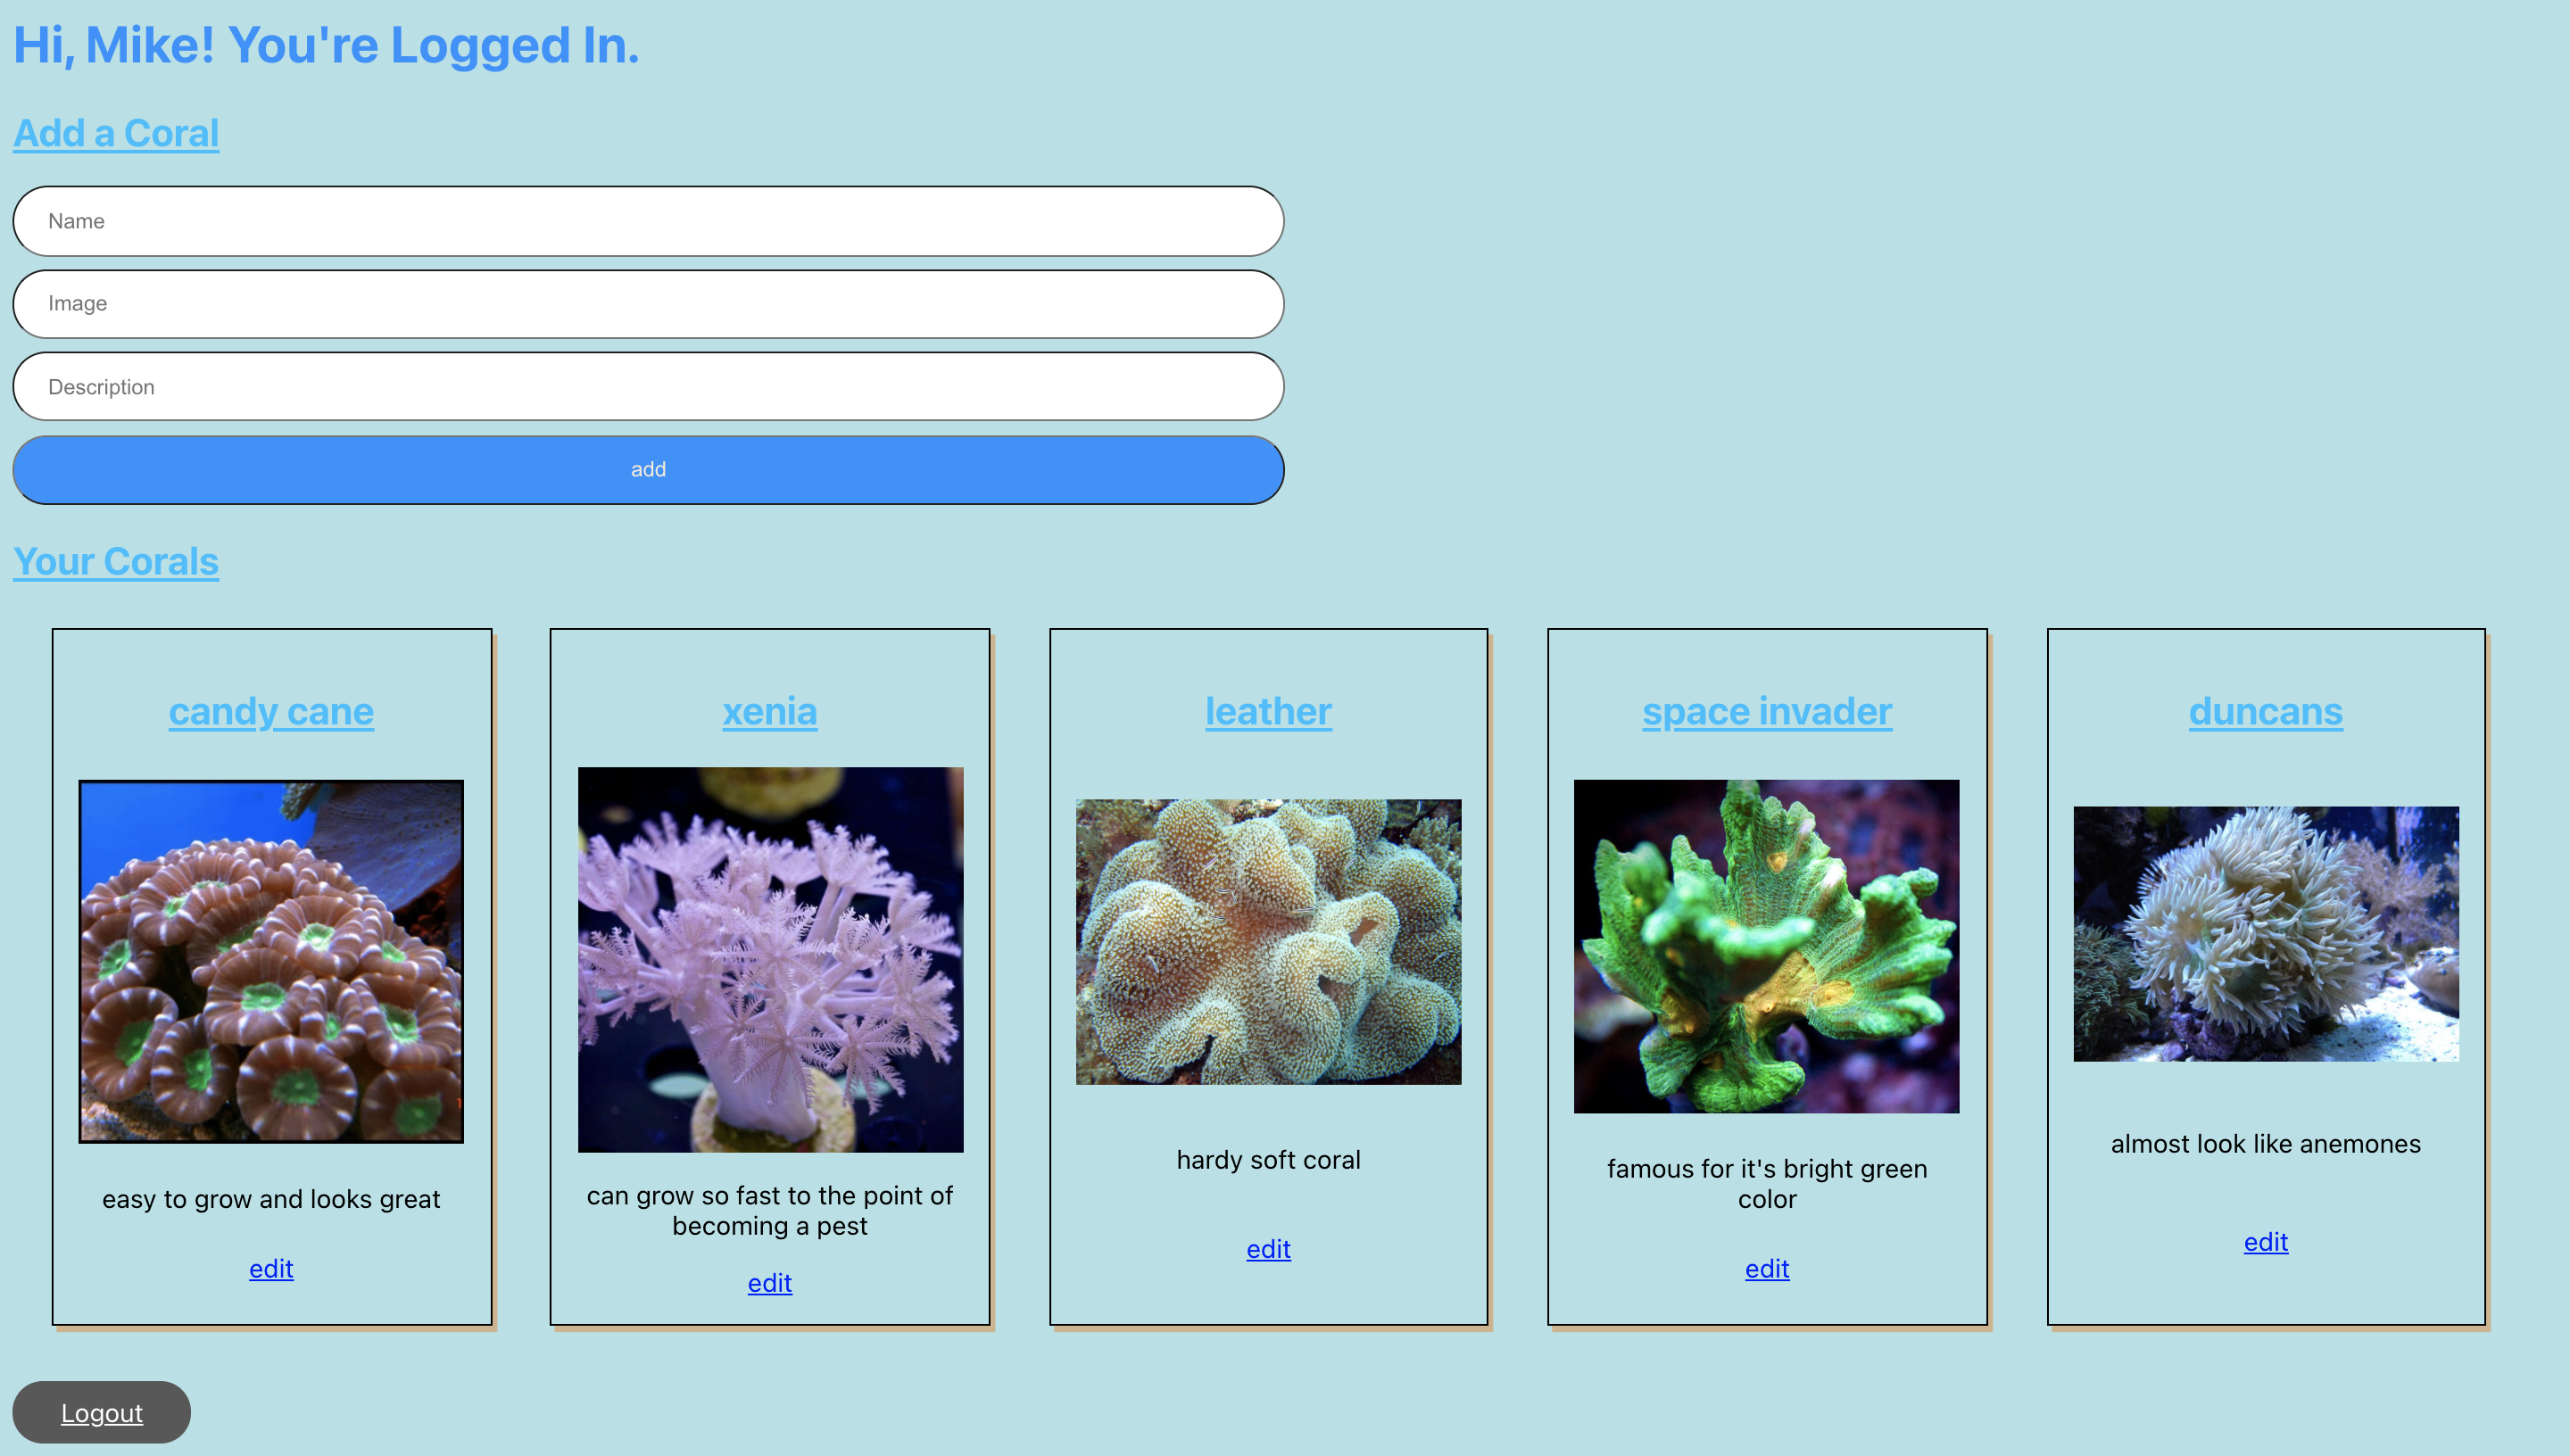 Hi, Mike! You're Logged In.
Add a Coral
Name
Image
Description
add
Your Corals
candy cane
easy to grow and looks great
edit
xenia
can grow so fast to the point of
becoming a pest
edit
leather
hardy soft coral
edit
space invader
famous for it's bright green
color
edit
duncans
almost look like anemones
edit
Logout